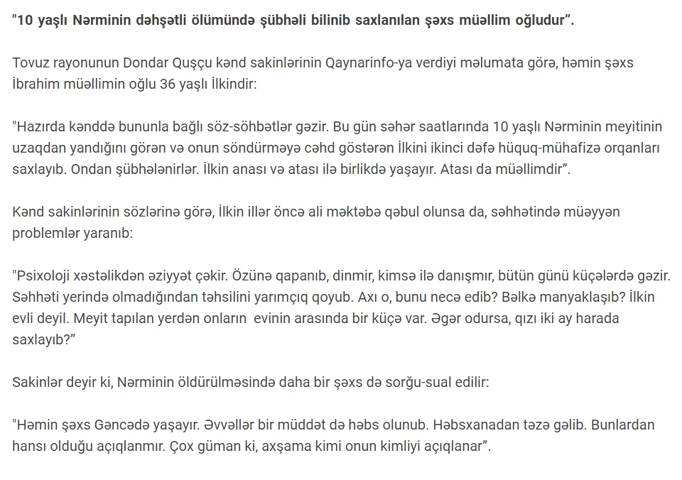 "10 yaşlı Nərminin dəhşətli ölümündə şübhəli bilinib saxlanılan şəxs müəllim oğludur”.
Tovuz rayonunun Dondar Quşçu kənd sakinlərinin Qaynarinfo-ya verdiyi məlumata görə, həmin şəxs
İbrahim müəllimin oğlu 36 yaşlı İlkindir:
"Hazırda kənddə bununla bağlı söz-söhbətlər gəzir. Bu gün səhər saatlarında 10 yaşlı Nərminin meyitinin
uzaqdan yandığını görən və onun söndürməyə cəhd göstərən İlkini ikinci dəfə hüquq-mühafizə orqanları
saxlayıb. Ondan şübhələnirlər. İlkin anası və atası ilə birlikdə yaşayır. Atası da müəllimdir”.
Kənd sakinlərinin sözlərinə görə, İlkin illər öncə ali məktəbə qəbul olunsa da, səhhətində müəyyən
problemlər yaranıb:
"Psixoloji xəstəlikdən əziyyət çəkir. Özünə qapanıb, dinmir, kimsə ilə danışmır, bütün günü küçələrdə gəzir.
Səhhəti yerində olmadığından təhsilini yarımçıq qoyub. Axı o, bunu necə edib? Bəlkə manyaklaşıb? İlkin
evli deyil. Meyit tapılan yerdən onların evinin arasında bir küçə var. Əgər odursa, qızı iki ay harada
saxlayıb?”
Sakinlər deyir ki, Nərminin öldürülməsində daha bir şəxs də sorğu-sual edilir:
"Həmin şəxs Gəncədə yaşayır. Əvvəllər bir müddət də həbs olunub. Həbsxanadan təzə gəlib. Bunlardan
hansı olduğu açıqlanmır. Çox güman ki, axşama kimi onun kimliyi açıqlanar”.